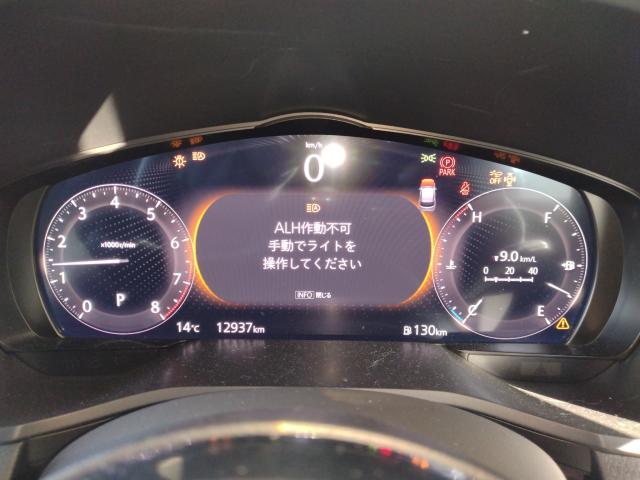 km/h
0
PARK
OFF
ALH作動不可
手動でライトを
操作してください
INFO 閉じる
0 1 2 3 4 5 6 7 8
x1000r/min
P
H
C
F
E
9.0 km/L
0 20 40
14℃
12937km
130km